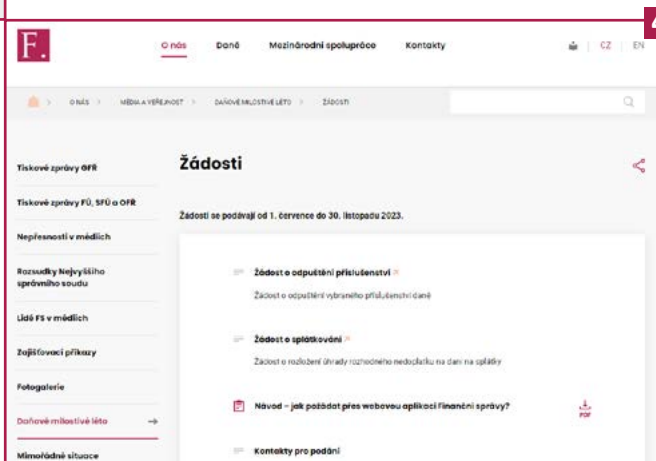 4
F.
O nás Daně Mezinárodní spolupráce Kontakty CZ EN
O NÁS > MÉDIA A VEŘEJNOST > DAŇOVÉ MILOSTIVÉ LÉTO > ŽÁDOSTI
Tiskové zprávy GFŘ
Tiskové zprávy FÚ, SFÚ a OFŘ
Nepřesnosti v médiích
Rozsudky Nejvyššího
správního soudu
Lidé FS v médiích
Zajišťovací příkazy
Fotogalerie
Daňové milostivé léto
Mimořádné situace
Žádosti
Žádosti se podávají od 1. července do 30. listopadu 2023.
Žádost o odpuštění příslušenství
Žádost o odpuštění vybraného příslušenství daně
Žádost o splátkování
Žádost o rozložení úhrady rozhodného nedoplatku na dani na splátky
Návod – jak požádat přes webovou aplikaci Finanční správy?
PDF
Kontakty pro podání